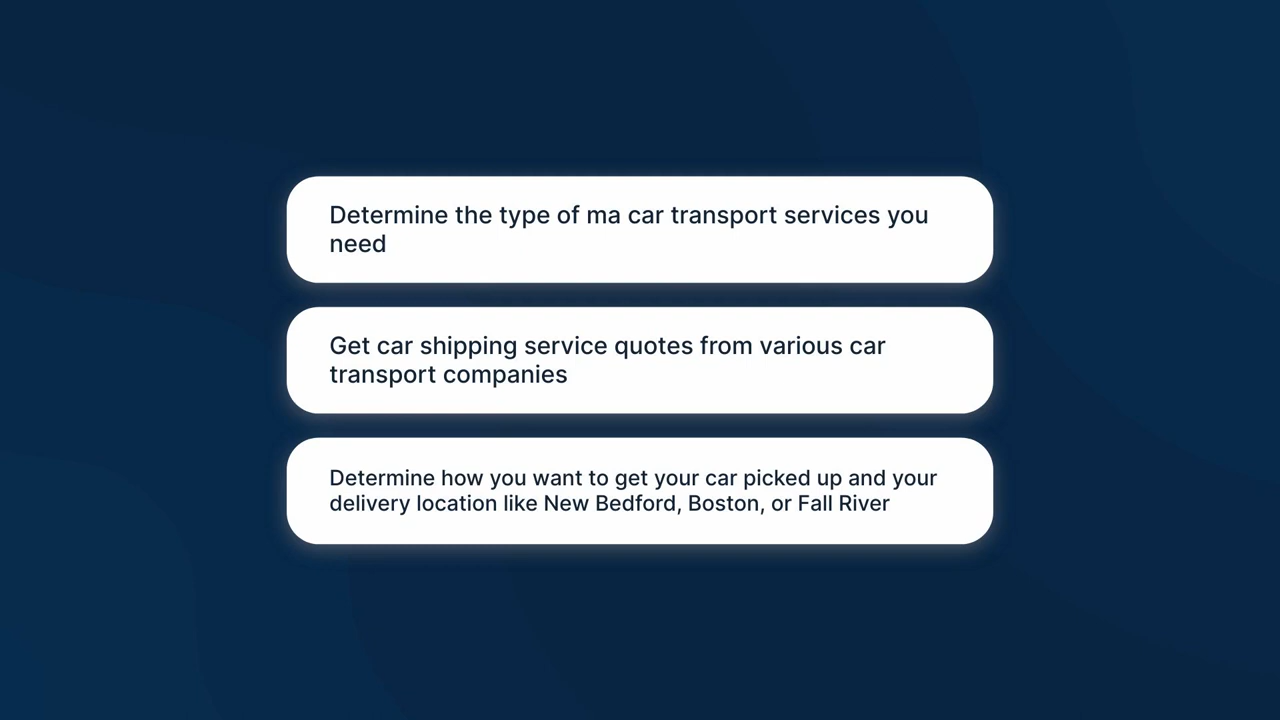 Determine the type of ma car transport services you
need
Get car shipping service quotes from various car
transport companies
Determine how you want to get your car picked up and your
delivery location like New Bedford, Boston, or Fall River